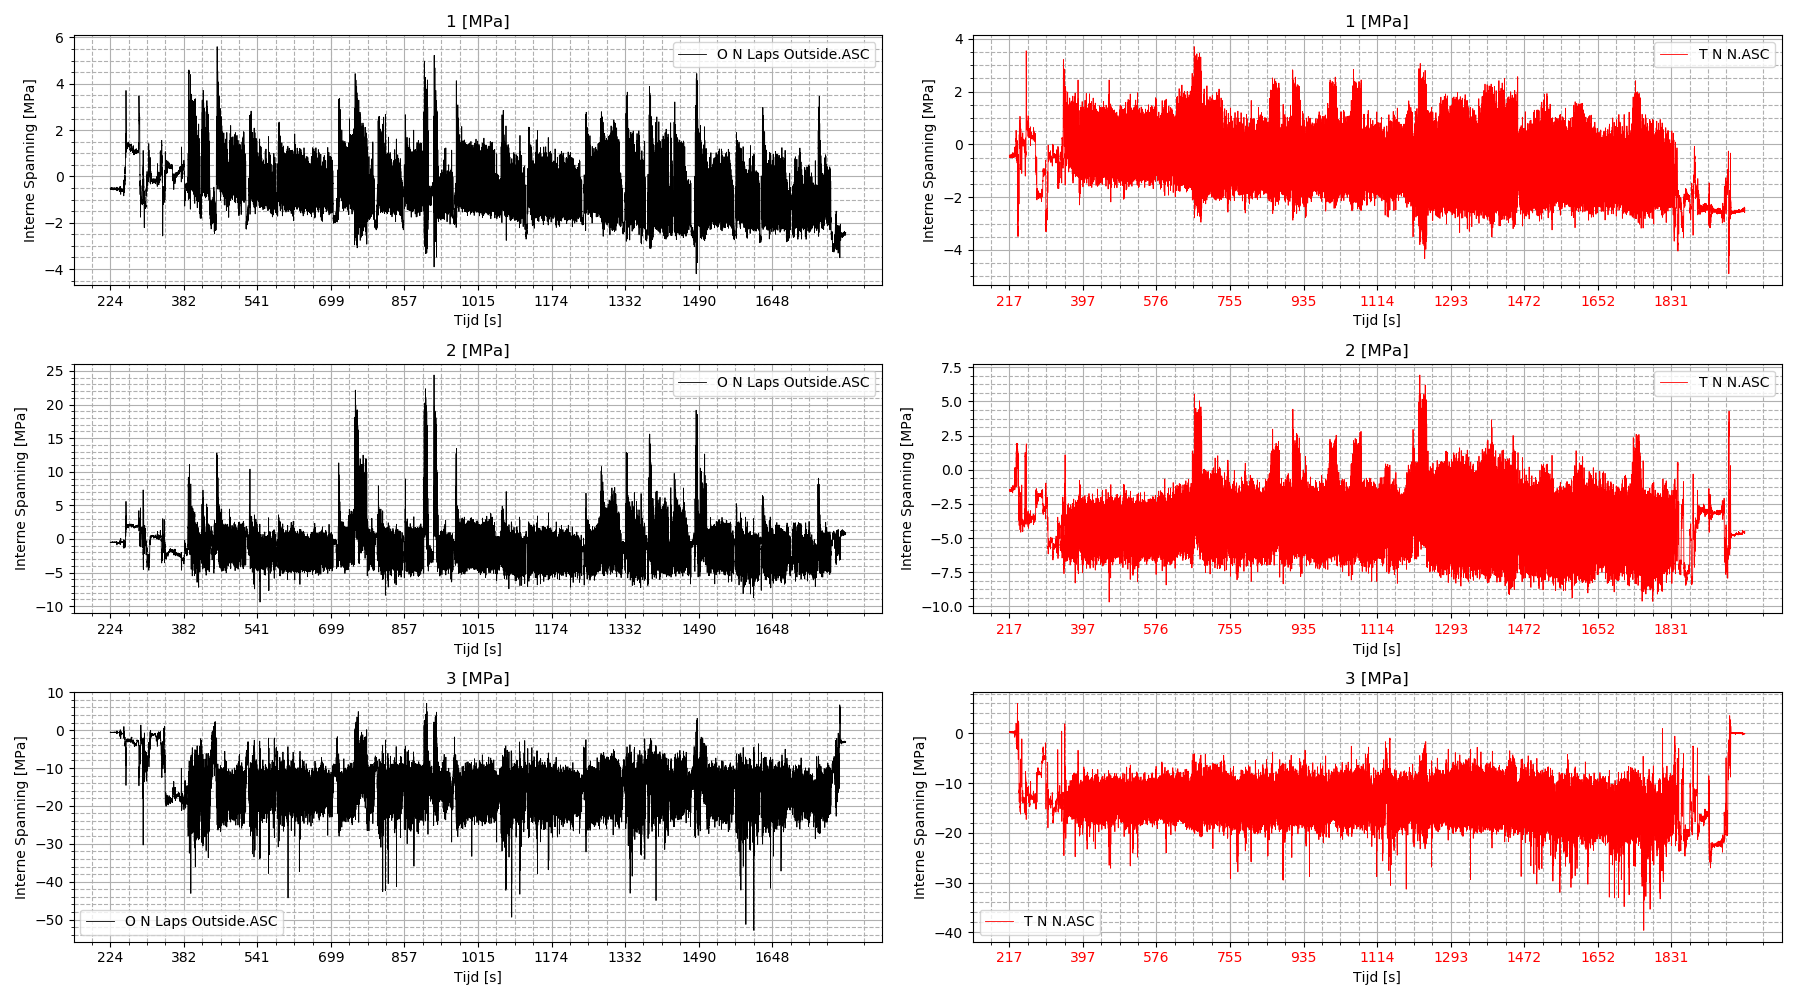 1 [MPa]
Interne Spanning [MPa]
6
4
2
0
−2
−4
O N Laps Outside.ASC
224 382 541 699 857 1015 1174 1332 1490 1648
Tijd [s]
1 [MPa]
Interne Spanning [MPa]
4
2
0
−2
−4
T N N.ASC
217 397 576 755 935 1114 1293 1472 1652 1831
Tijd [s]
2 [MPa]
Interne Spanning [MPa]
25
20
15
10
5
0
−5
−10
O N Laps Outside.ASC
224 382 541 699 857 1015 1174 1332 1490 1648
Tijd [s]
2 [MPa]
Interne Spanning [MPa]
7.5
5.0
2.5
0.0
−2.5
−5.0
−7.5
−10.0
T N N.ASC
217 397 576 755 935 1114 1293 1472 1652 1831
Tijd [s]
3 [MPa]
Interne Spanning [MPa]
10
0
−10
−20
−30
−40
−50
O N Laps Outside.ASC
224 382 541 699 857 1015 1174 1332 1490 1648
Tijd [s]
3 [MPa]
Interne Spanning [MPa]
0
−10
−20
−30
−40
T N N.ASC
217 397 576 755 935 1114 1293 1472 1652 1831
Tijd [s]